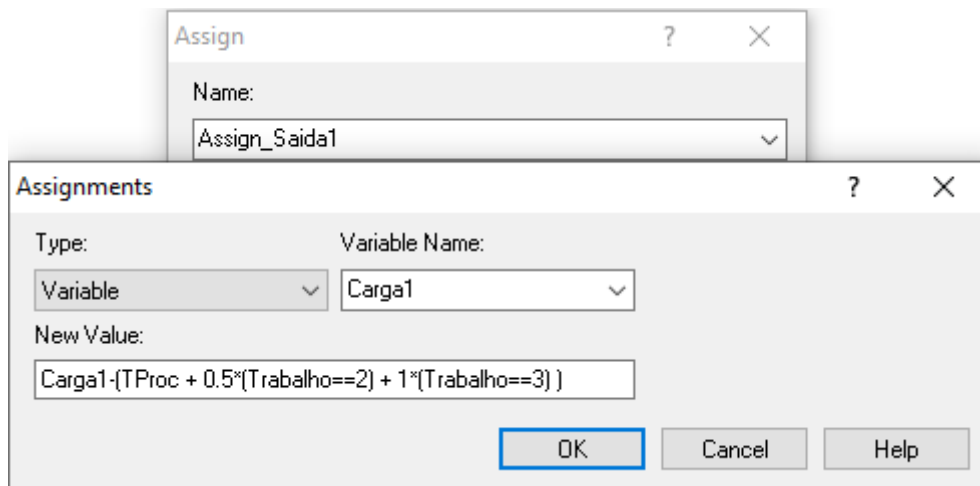 Assign ?
Name:
Assign_Saida1
Assignments ?
Type: Variable Name:
Variable Carga1
New Value:
Carga1-(TProc + 0.5*(Trabalho==2) + 1*(Trabalho==3) )
OK Cancel Help